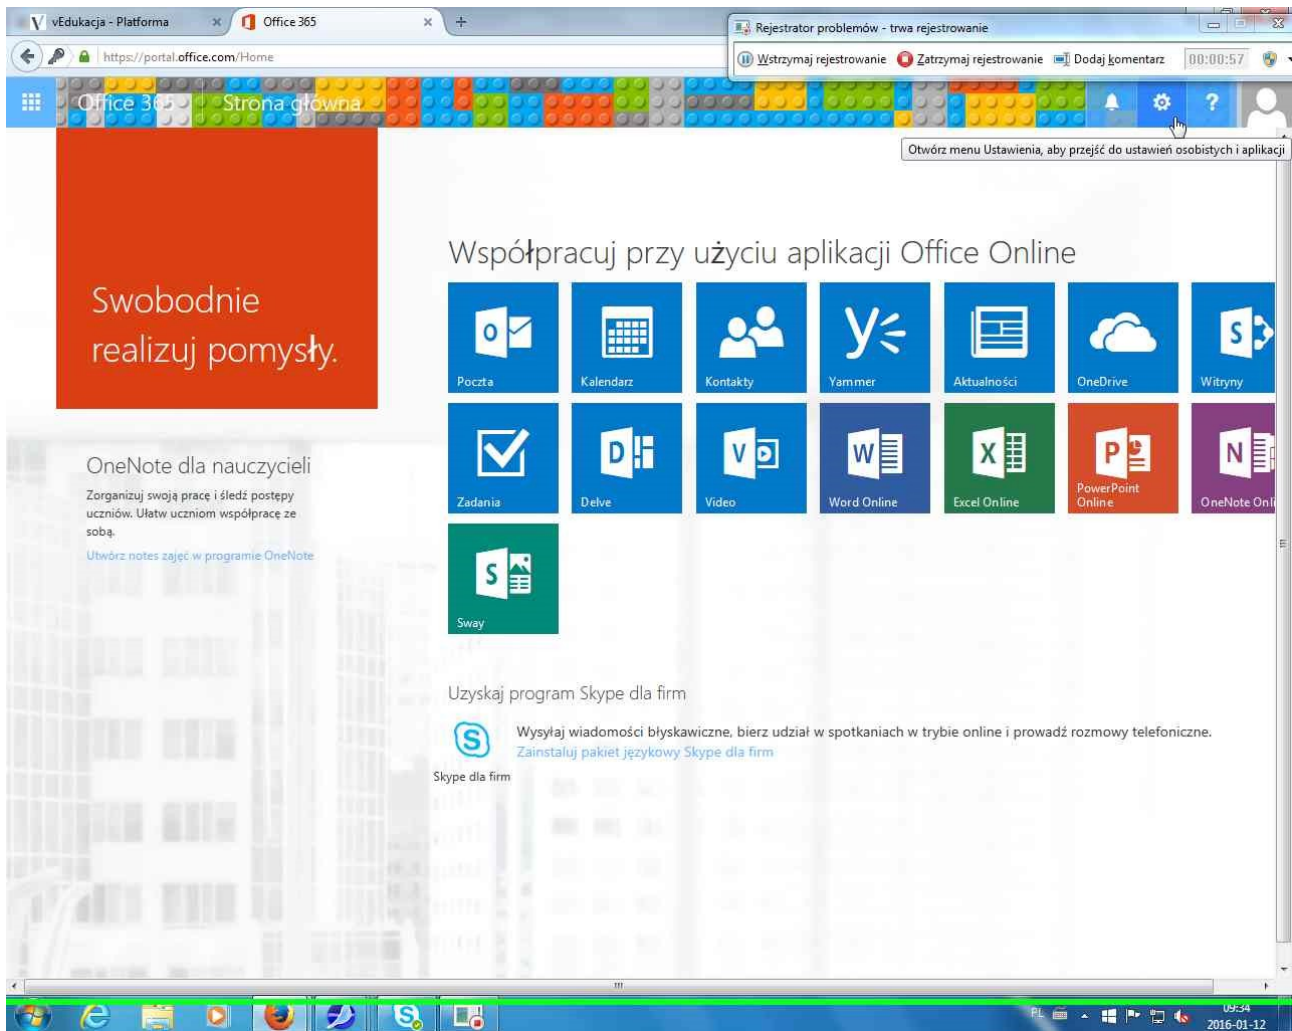 vEdukacja - Platforma
Office 365
Rejestrator problemów - trwa rejestrowanie
https://portal.office.com/Home
Wstrzymaj rejestrowanie
Zatrzymaj rejestrowanie
Dodaj komentarz
00:00:57
Office 365
Strona główna
?
Otwórz menu Ustawienia, aby przejść do ustawień osobistych i aplikacji
Swobodnie
realizuj pomysły.
Współpracuj przy użyciu aplikacji Office Online
Poczta
Kalendarz
Kontakty
Yammer
Aktualności
OneDrive
Witryny
Zadania
Delve
Video
Word Online
Excel Online
PowerPoint
Online
OneNote Onli
Sway
OneNote dla nauczycieli
Zorganizuj swoją pracę i śledź postępy
uczniów. Ułatw uczniom współpracę ze
sobą.
Utwórz notes zajęć w programie OneNote
Uzyskaj program Skype dla firm
Wysyłaj wiadomości błyskawiczne, bierz udział w spotkaniach w trybie online i prowadź rozmowy telefoniczne.
Zainstaluj pakiet językowy Skype dla firm
Skype dla firm
PL
09:34
2016-01-12